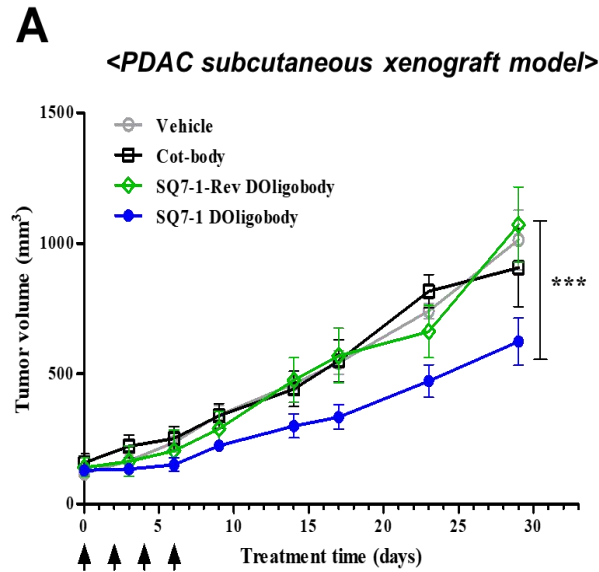 A
<PDAC subcutaneous xenograft model>
1500
1000
500
0
Tumor volume (mm³)
Vehicle
Cot-body
SQ7-1-Rev DOligobody
SQ7-1 DOligobody
***
0 5 10 15 20 25 30
Treatment time (days)